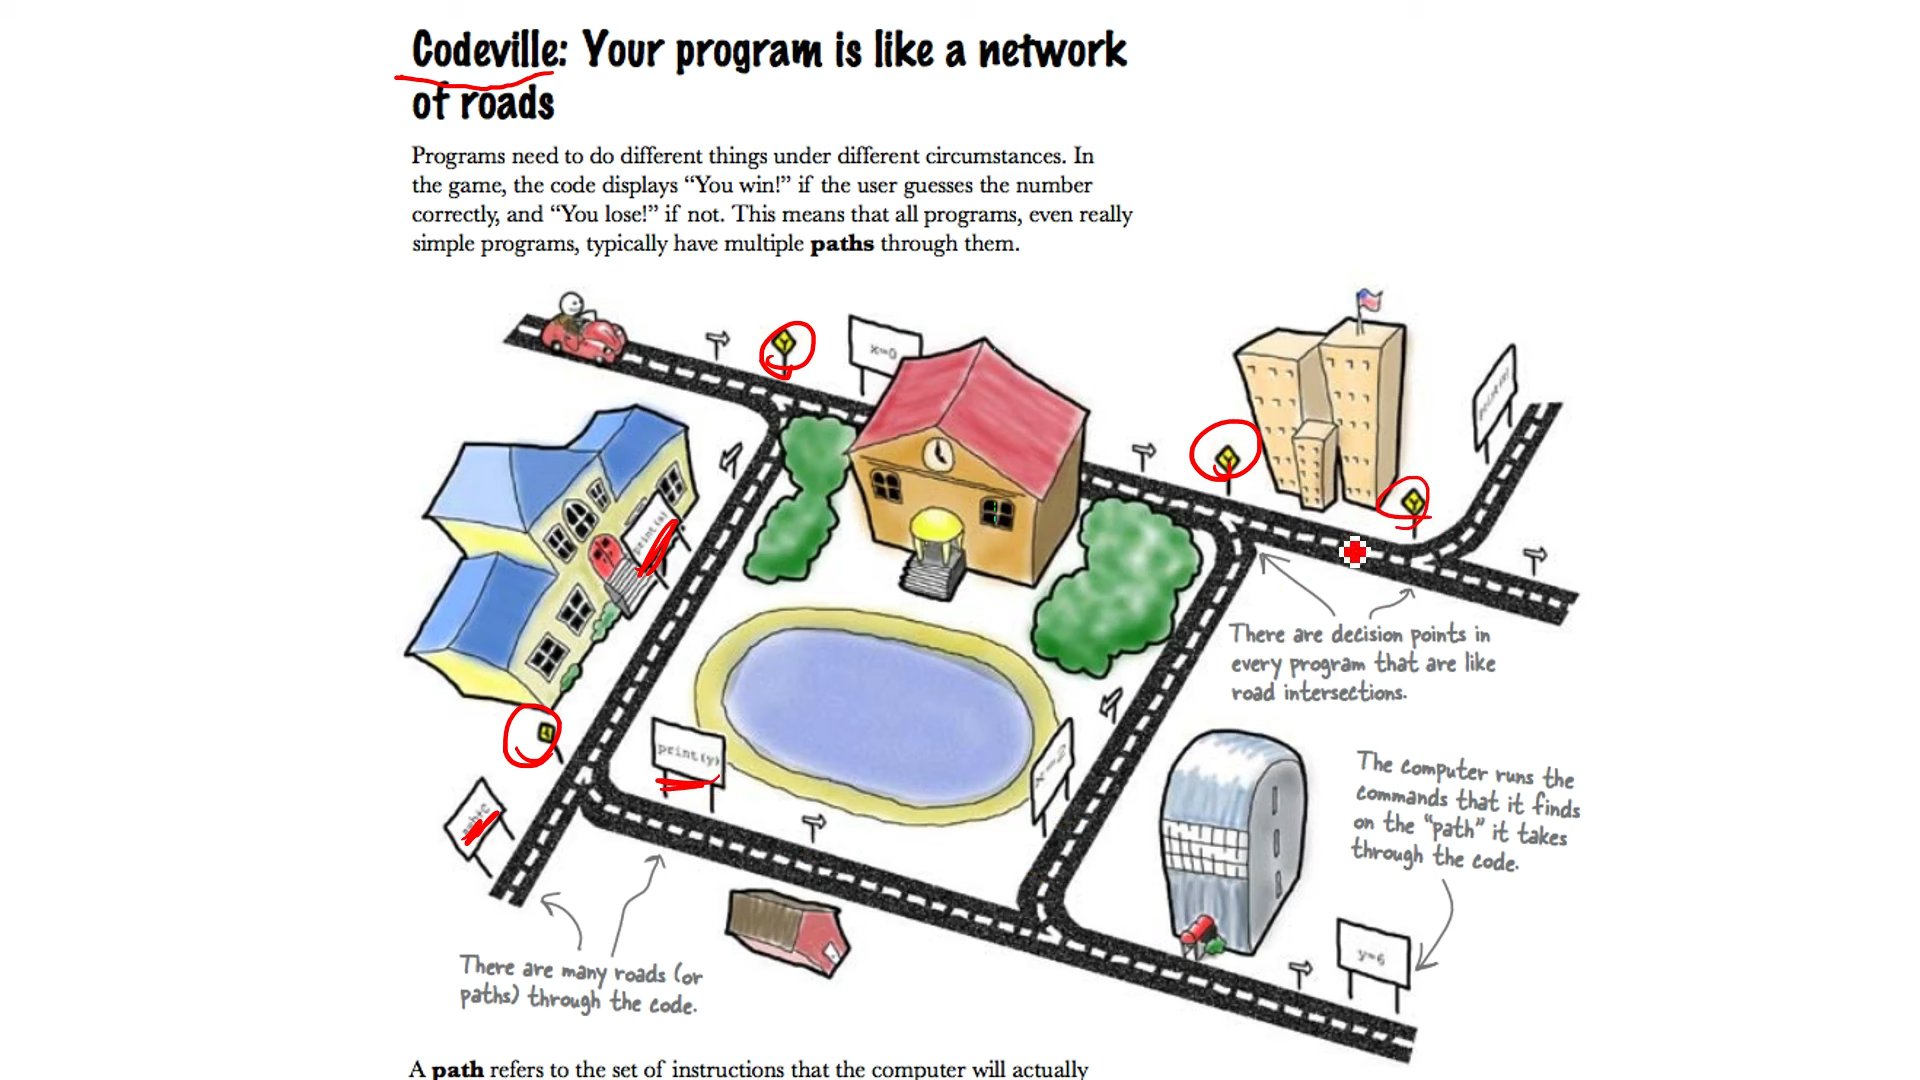 Codeville: Your program is like a network
of roads
Programs need to do different things under different circumstances. In
the game, the code displays “You win!” if the user guesses the number
correctly, and “You lose!” if not. This means that all programs, even really
simple programs, typically have multiple paths through them.
x=0
print(x)
print(y)
There are decision points in
every program that are like
road intersections.
The computer runs the
commands that it finds
on the “path” it takes
through the code.
y=6
There are many roads (or
paths) through the code.
A path refers to the set of instructions that the computer will actually